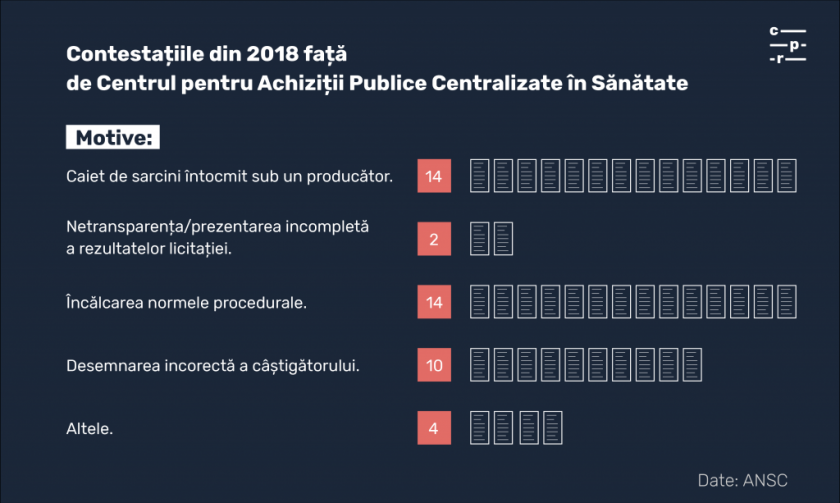 Contestațiile din 2018 față
de Centrul pentru Achiziții Publice Centralizate în Sănătate
c
p
r
Motive:
Caiet de sarcini întocmit sub un producător.
14
Netransparența/prezentarea incompletă
a rezultatelor licitației.
2
Încălcarea normele procedurale.
14
Desemnarea incorectă a câștigătorului.
10
Altele.
4
Date: ANSC